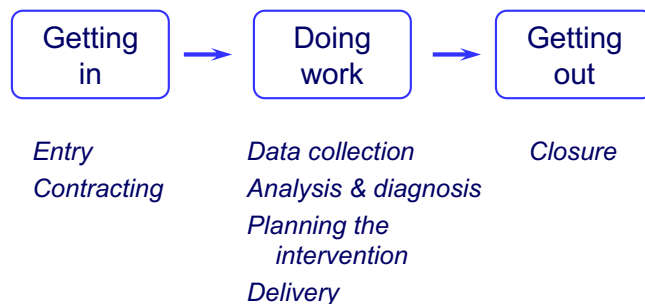 Getting
in
Doing
work
Getting
out
Entry
Contracting
Data collection
Analysis & diagnosis
Planning the
intervention
Delivery
Closure